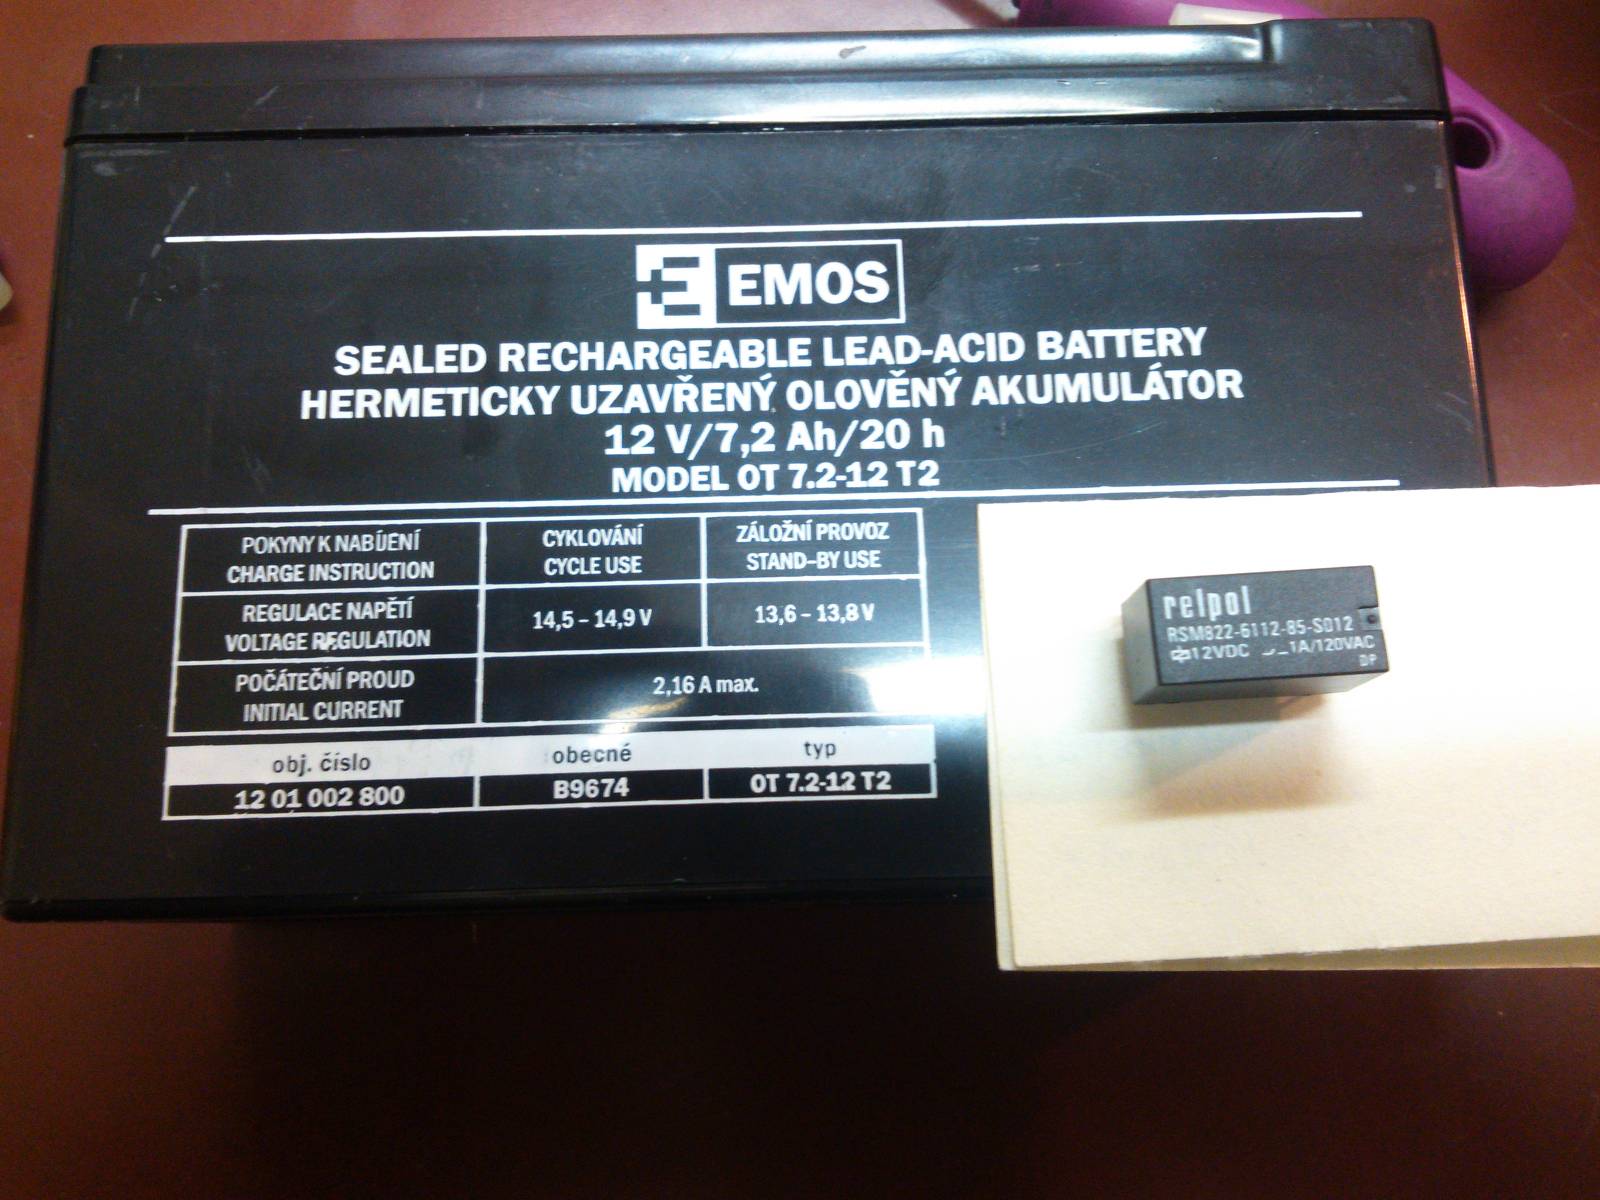 EMOS
SEALED RECHARGEABLE LEAD-ACID BATTERY
HERMETICKY UZAVŘENÝ OLOVĚNÝ AKUMULÁTOR
12 V/7,2 Ah/20 h
MODEL OT 7.2-12 T2
POKYNY K NABÍJENÍ
CHARGE INSTRUCTION
CYKLOVÁNÍ
CYCLE USE
ZÁLOŽNÍ PROVOZ
STAND-BY USE
REGULACE NAPĚTÍ
VOLTAGE REGULATION
14,5 – 14,9 V
13,6 – 13,8 V
POČÁTEČNÍ PROUD
INITIAL CURRENT
2,16 A max.
obj. číslo
obecné
typ
12 01 002 800
B9674
OT 7.2-12 T2
relpol
RSM822-6112-85-S012
12VDC 1A/120VAC
DP